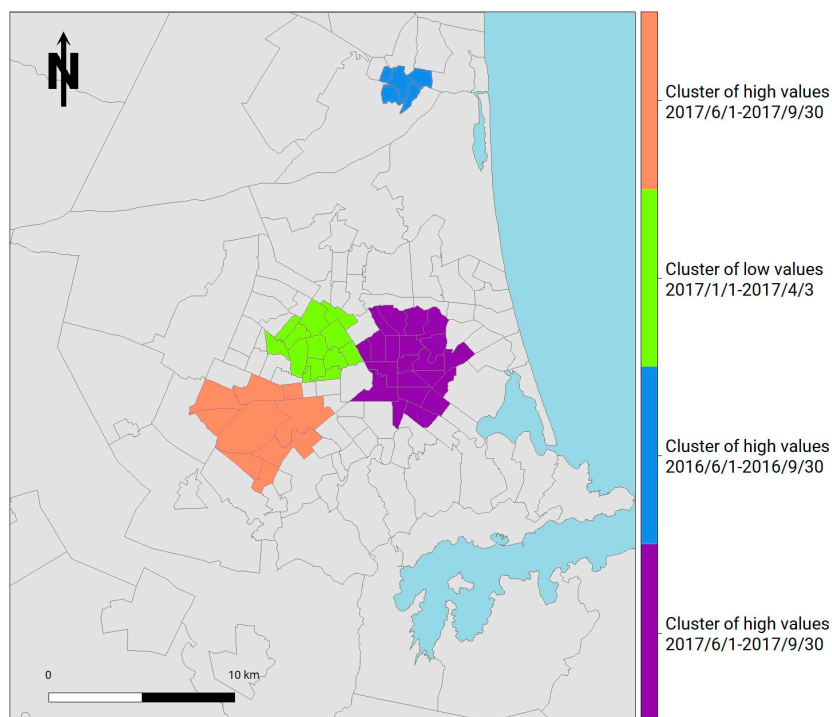 N
Cluster of high values
2017/6/1-2017/9/30
Cluster of low values
2017/1/1-2017/4/3
Cluster of high values
2016/6/1-2016/9/30
Cluster of high values
2017/6/1-2017/9/30
0 10 km